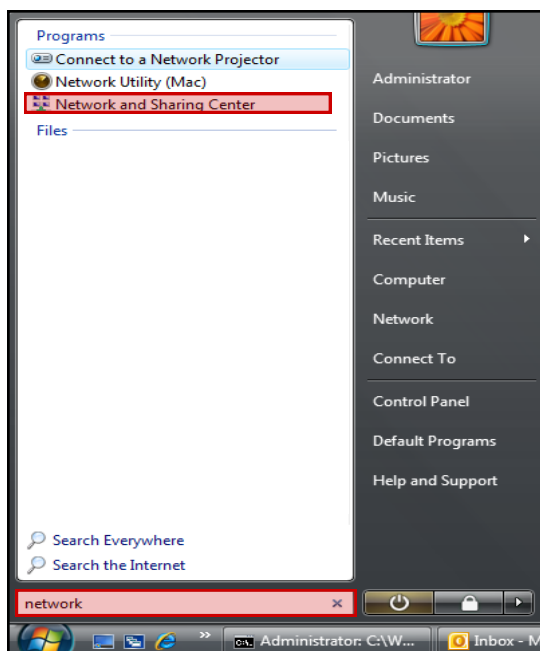 Programs
Connect to a Network Projector
Network Utility (Mac)
Network and Sharing Center
Files
Search Everywhere
Search the Internet
network
Administrator
Documents
Pictures
Music
Recent Items
Computer
Network
Connect To
Control Panel
Default Programs
Help and Support
» C:\. Administrator: C:\W... Inbox - M